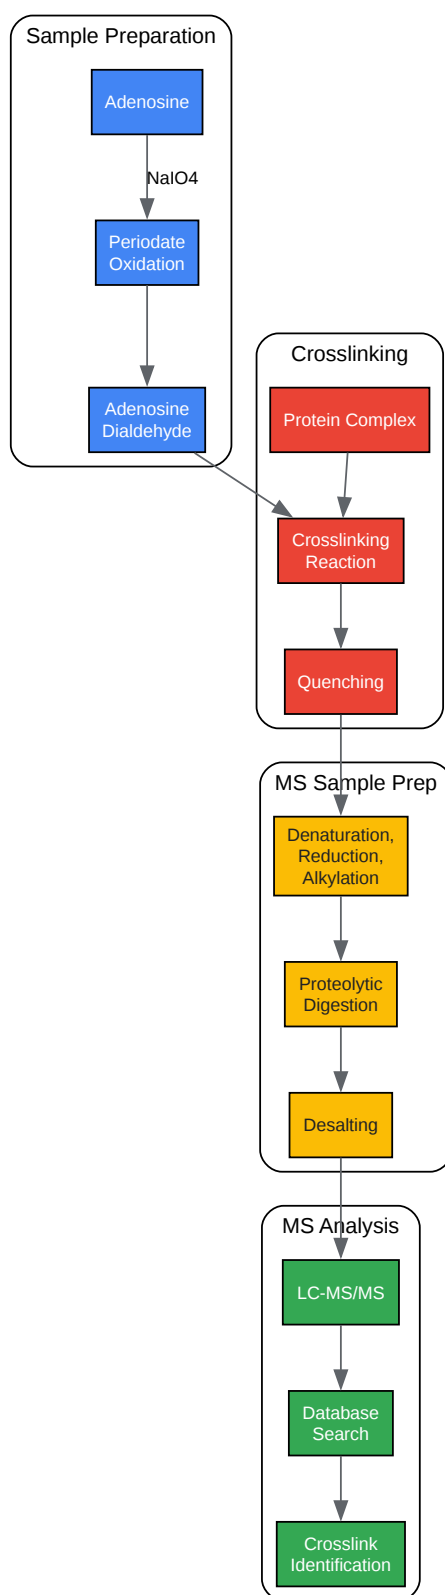 Sample Preparation
Adenosine
NaIO4
Periodate
Oxidation
Adenosine
Dialdehyde
Crosslinking
Protein Complex
Crosslinking
Reaction
Quenching
MS Sample Prep
Denaturation,
Reduction,
Alkylation
Proteolytic
Digestion
Desalting
MS Analysis
LC-MS/MS
Database
Search
Crosslink
Identification